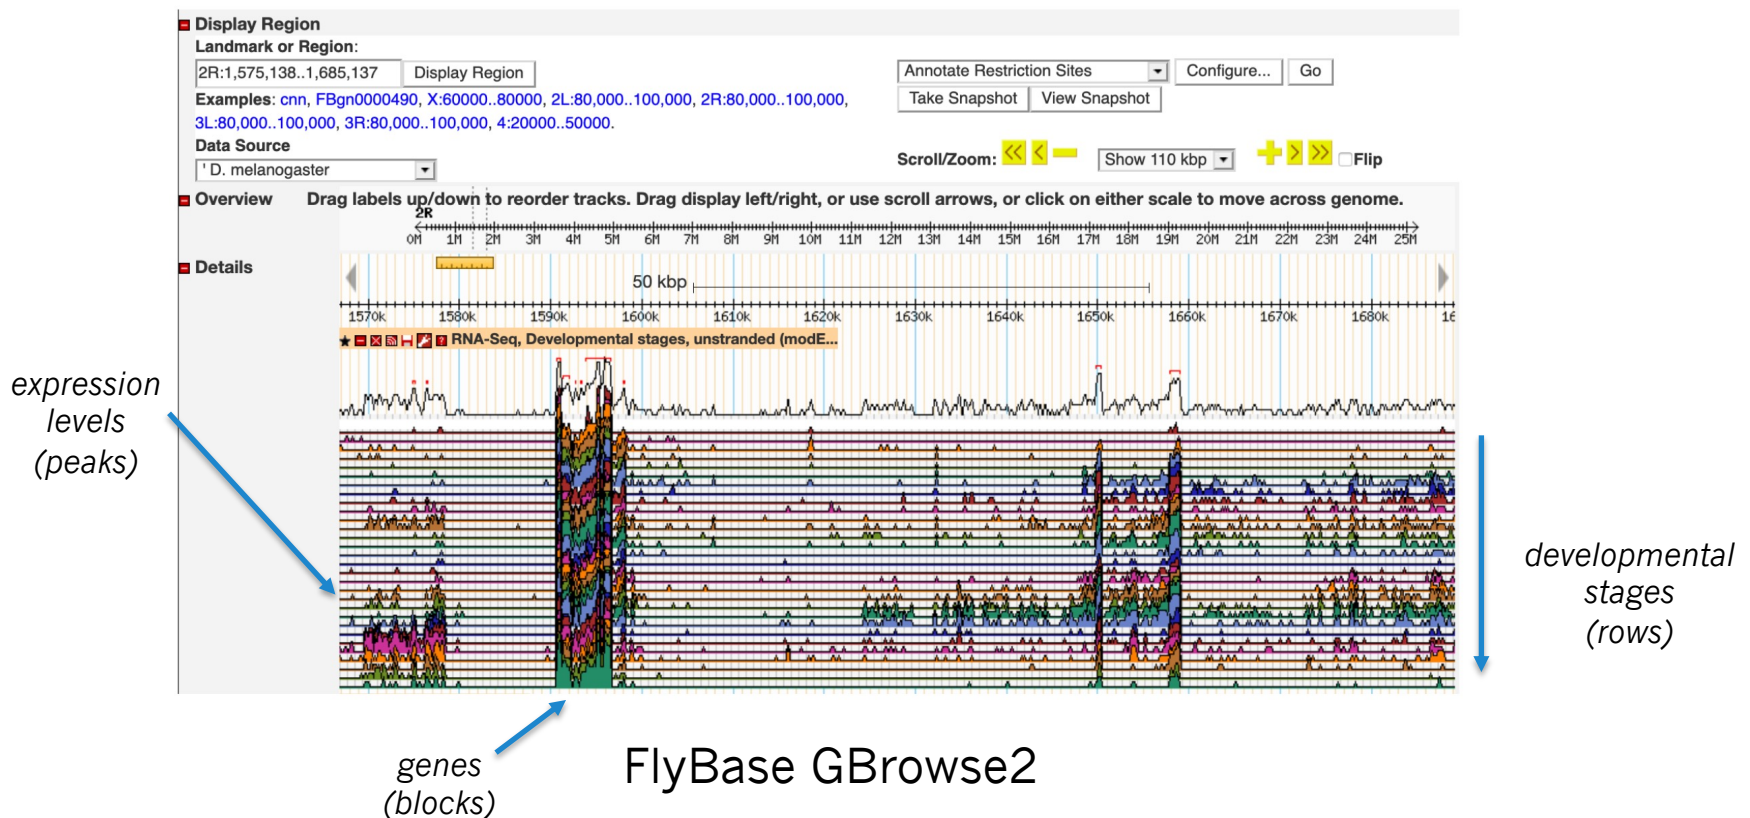 Display Region
Landmark or Region:
2R:1,575,138..1,685,137 Display Region
Annotate Restriction Sites Configure... Go
Examples: cnn, FBgn0000490, X:60000..80000, 2L:80,000..100,000, 2R:80,000..100,000,
Take Snapshot View Snapshot
3L:80,000..100,000, 3R:80,000..100,000, 4:20000..50000.
Data Source
' D. melanogaster
Scroll/Zoom: << < Show 110 kbp > >> Flip
Overview Drag labels up/down to reorder tracks. Drag display left/right, or use scroll arrows, or click on either scale to move across genome.
2R
0M 1M 2M 3M 4M 5M 6M 7M 8M 9M 10M 11M 12M 13M 14M 15M 16M 17M 18M 19M 20M 21M 22M 23M 24M 25M
Details
50 kbp
1570k 1580k 1590k 1600k 1610k 1620k 1630k 1640k 1650k 1660k 1670k 1680k 16
RNA-Seq, Developmental stages, unstranded (modE...
expression
levels
(peaks)
developmental
stages
(rows)
genes
(blocks)
FlyBase GBrowse2